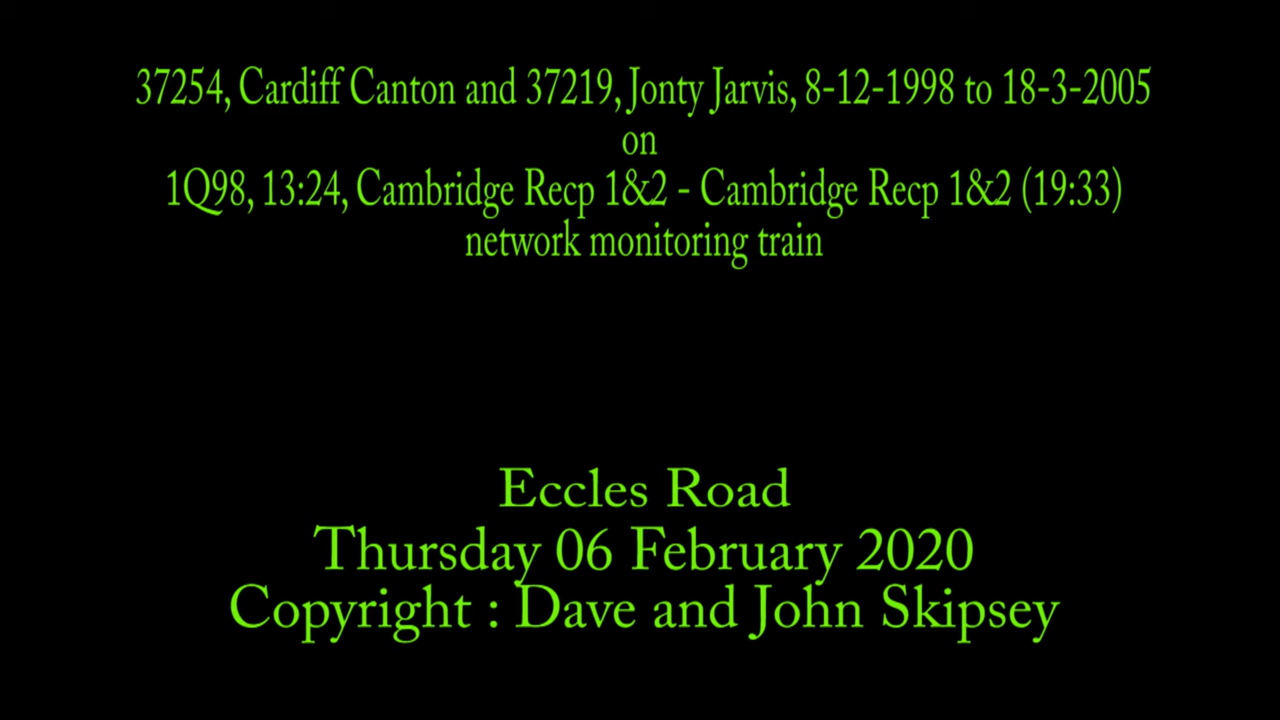 37254, Cardiff Canton and 37219, Jonty Jarvis, 8-12-1998 to 18-3-2005
on
1Q98, 13:24, Cambridge Recp 1&2 - Cambridge Recp 1&2 (19:33)
network monitoring train
Eccles Road
Thursday 06 February 2020
Copyright : Dave and John Skipsey